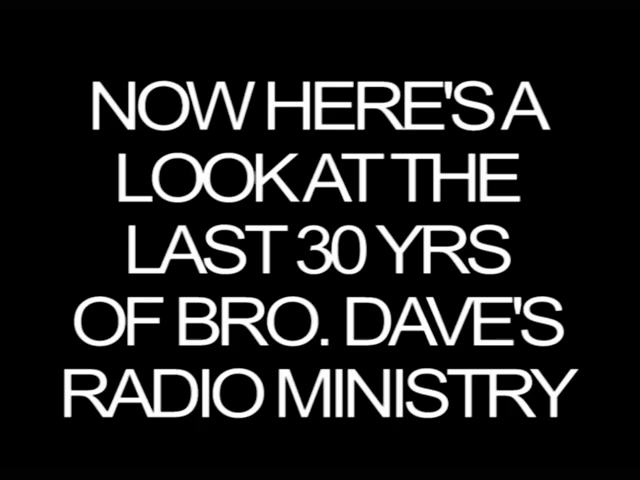 NOW HERE'S A
LOOK AT THE
LAST 30 YRS
OF BRO. DAVE'S
RADIO MINISTRY